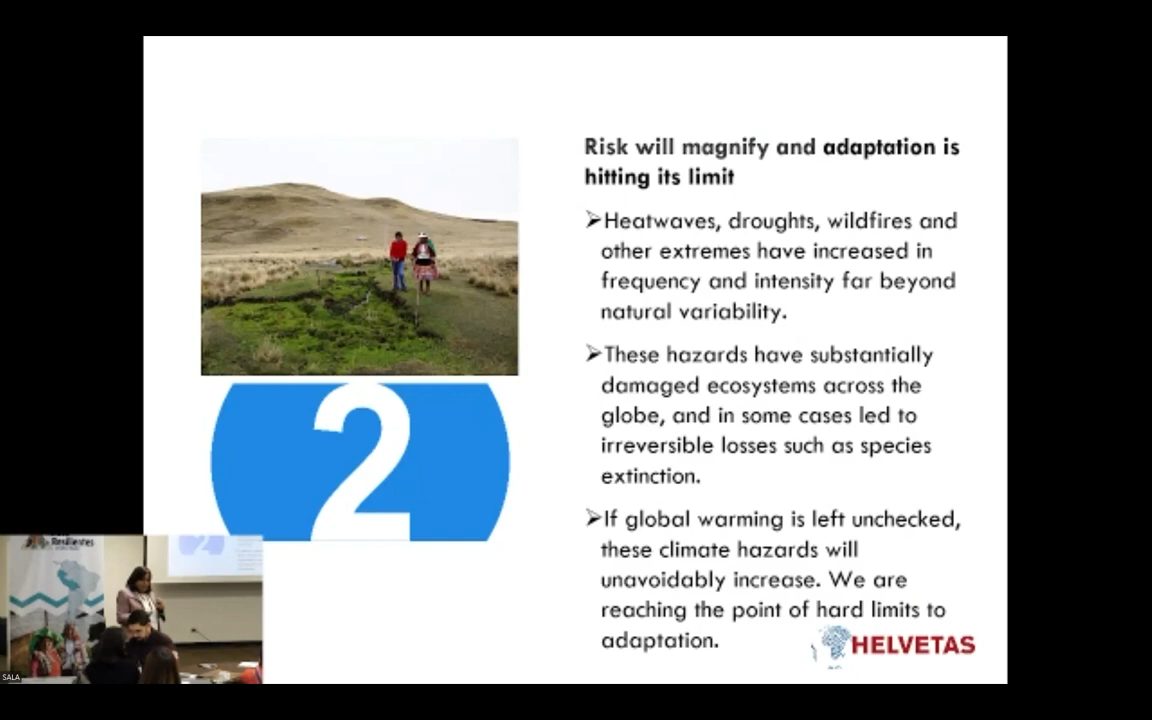 Risk will magnify and adaptation is
hitting its limit
➢Heatwaves, droughts, wildfires and
other extremes have increased in
frequency and intensity far beyond
natural variability.
➢These hazards have substantially
damaged ecosystems across the
globe, and in some cases led to
irreversible losses such as species
extinction.
➢If global warming is left unchecked,
these climate hazards will
unavoidably increase. We are
reaching the point of hard limits to
adaptation.
HELVETAS
2
Resilientes
2
SALA